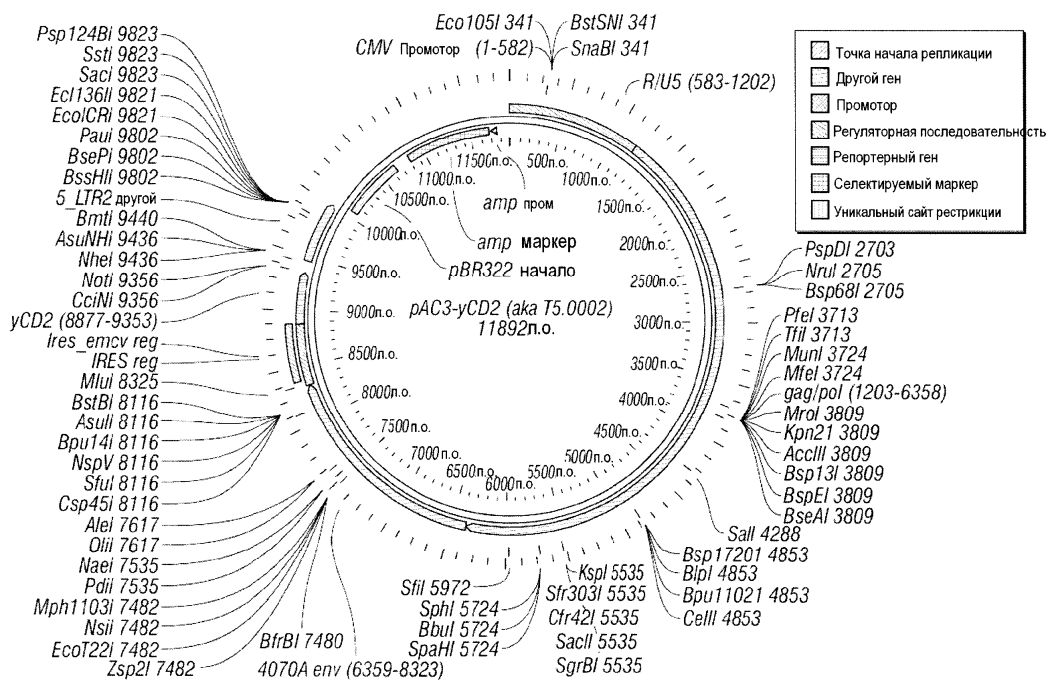 Eco105I 341
BstSNI 341
CMV Промотор (1-582)
SnaBI 341
R/U5 (583-1202)
Точка начала репликации
Другой ген
Промотор
Регуляторная последовательность
Репортерный ген
Селектируемый маркер
Уникальный сайт рестрикции
Psp124Bi 9823
Ssti 9823
Saci 9823
Ecl136Ii 9821
EcolCRi 9821
Paui 9802
BsePi 9802
BssHIi 9802
5_LTR2 другой
Bmti 9440
AsuNHi 9436
Nhei 9436
Noti 9356
CciNi 9356
yCD2 (8877-9353)
Ires_emcv reg
IRES reg
Mlui 8325
BstBI 8116
AsuII 8116
Bpu14i 8116
NspV 8116
SfuI 8116
Csp45I 8116
Alei 7617
Olii 7617
Naei 7535
Pdii 7535
Mph1103i 7482
Nsii 7482
EcoT22I 7482
Zsp2I 7482
BfrBI 7480
4070A env (6359-8323)
SfiI 5972
SphI 5724
BbuI 5724
SpaHI 5724
KspI 5535
Sfr303I 5535
Cfr42I 5535
SacII 5535
SgrBI 5535
PspDI 2703
NruI 2705
Bsp68I 2705
PfeI 3713
TfiI 3713
MunI 3724
MfeI 3724
gag/pol (1203-6358)
MroI 3809
Kpn21 3809
AccIII 3809
Bsp13I 3809
BspEI 3809
BseAI 3809
SalI 4288
Bsp17201 4853
BlpI 4853
Bpu11021 4853
CelII 4853
500п.о.
1000п.о.
1500п.о.
2000п.о.
2500п.о.
3000п.о.
3500п.о.
4000п.о.
4500п.о.
5000п.о.
5500п.о.
6000п.о.
6500п.о.
7000п.о.
7500п.о.
8000п.о.
8500п.о.
9000п.о.
9500п.о.
10000п.о.
10500п.о.
11000п.о.
11500п.о.
amp пром
amp маркер
pBR322 начало
pAC3-yCD2 (aka T5.0002)
11892п.о.